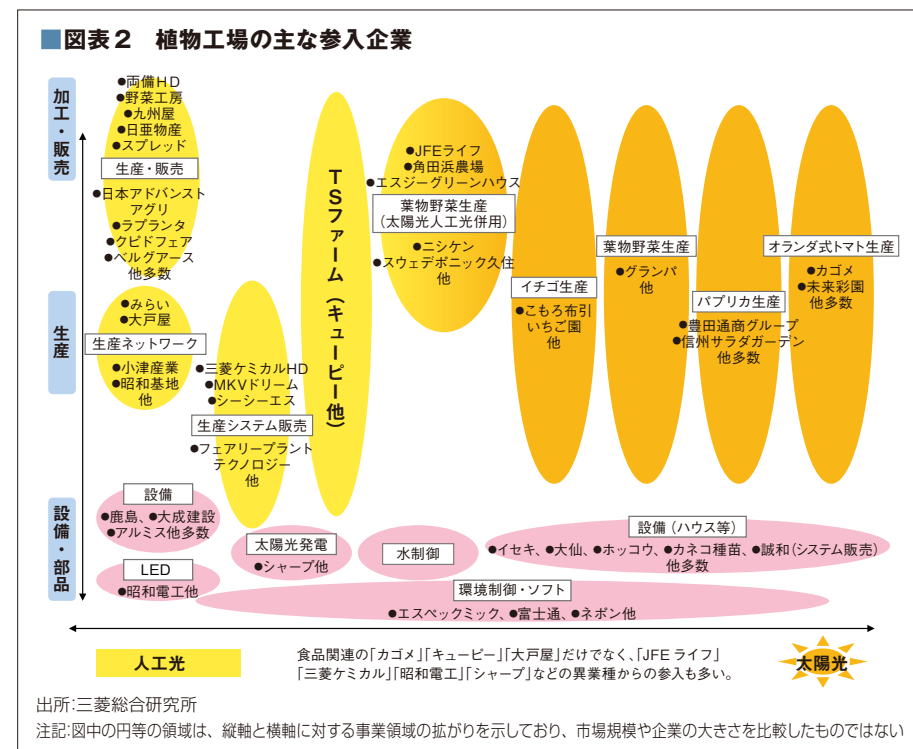 ■図表2　植物工場の主な参入企業
加工・販売
生産
設備・部品
●両備HD
●野菜工房
●九州屋
●日亜物産
●スプレッド
生産・販売
●日本アドバンスト
アグリ
●ラプランタ
●クピドフェア
●ベルグアース
他多数
●みらい
●大戸屋
生産ネットワーク
●小津産業
●昭和基地
他
●三菱ケミカルHD
●MKVドリーム
●シーシーエス
生産システム販売
●フェアリープラント
テクノロジー
他
TSファーム（キューピー他）
●JFEライフ
●角田浜農場
●エスジーグリーンハウス
葉物野菜生産
（太陽光人工光併用）
●ニシケン
●スウェデポニック久住
他
イチゴ生産
●こもろ布引
いちご園
他
葉物野菜生産
●グランパ
他
パプリカ生産
●豊田通商グループ
●信州サラダガーデン
他多数
オランダ式トマト生産
●カゴメ
●未来彩園
他多数
設備
●鹿島、●大成建設
●アルミス他多数
LED
●昭和電工他
太陽光発電
●シャープ他
水制御
設備（ハウス等）
●イセキ、●大仙、●ホッコウ、●カネコ種苗、●誠和（システム販売）
他多数
環境制御・ソフト
●エスペックミック、●富士通、●ネポン他
人工光
食品関連の「カゴメ」「キューピー」「大戸屋」だけでなく、「JFEライフ」
「三菱ケミカル」「昭和電工」「シャープ」などの異業種からの参入も多い。
太陽光
出所：三菱総合研究所
注記：図中の円等の領域は、縦軸と横軸に対する事業領域の拡がりを示しており、市場規模や企業の大きさを比較したものではない